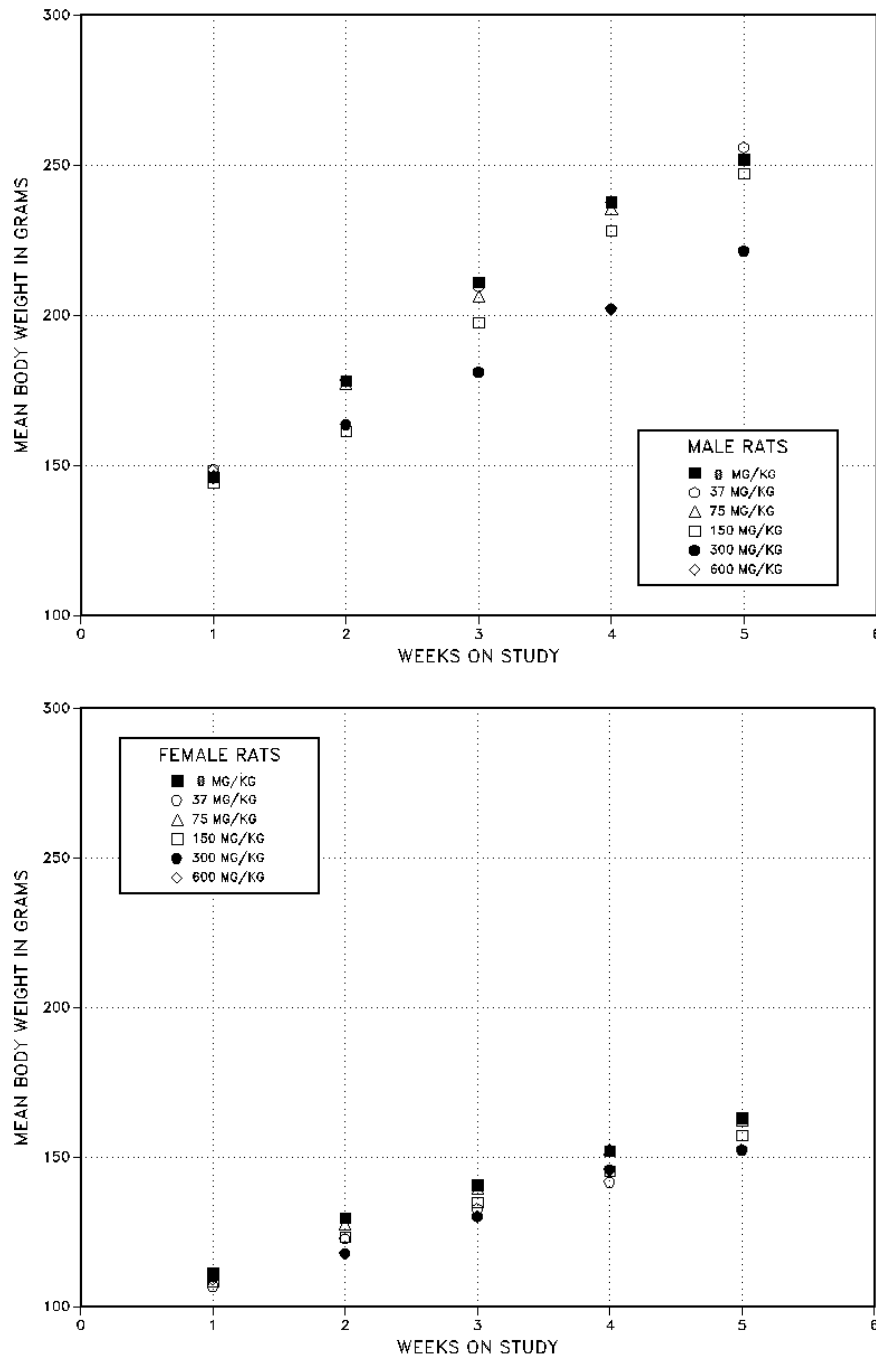 300
250
200
150
100
MEAN BODY WEIGHT IN GRAMS
MALE RATS
0 MG/KG
37 MG/KG
75 MG/KG
150 MG/KG
300 MG/KG
600 MG/KG
0 1 2 3 4 5 6
WEEKS ON STUDY
300
250
200
150
100
MEAN BODY WEIGHT IN GRAMS
FEMALE RATS
0 MG/KG
37 MG/KG
75 MG/KG
150 MG/KG
300 MG/KG
600 MG/KG
0 1 2 3 4 5 6
WEEKS ON STUDY